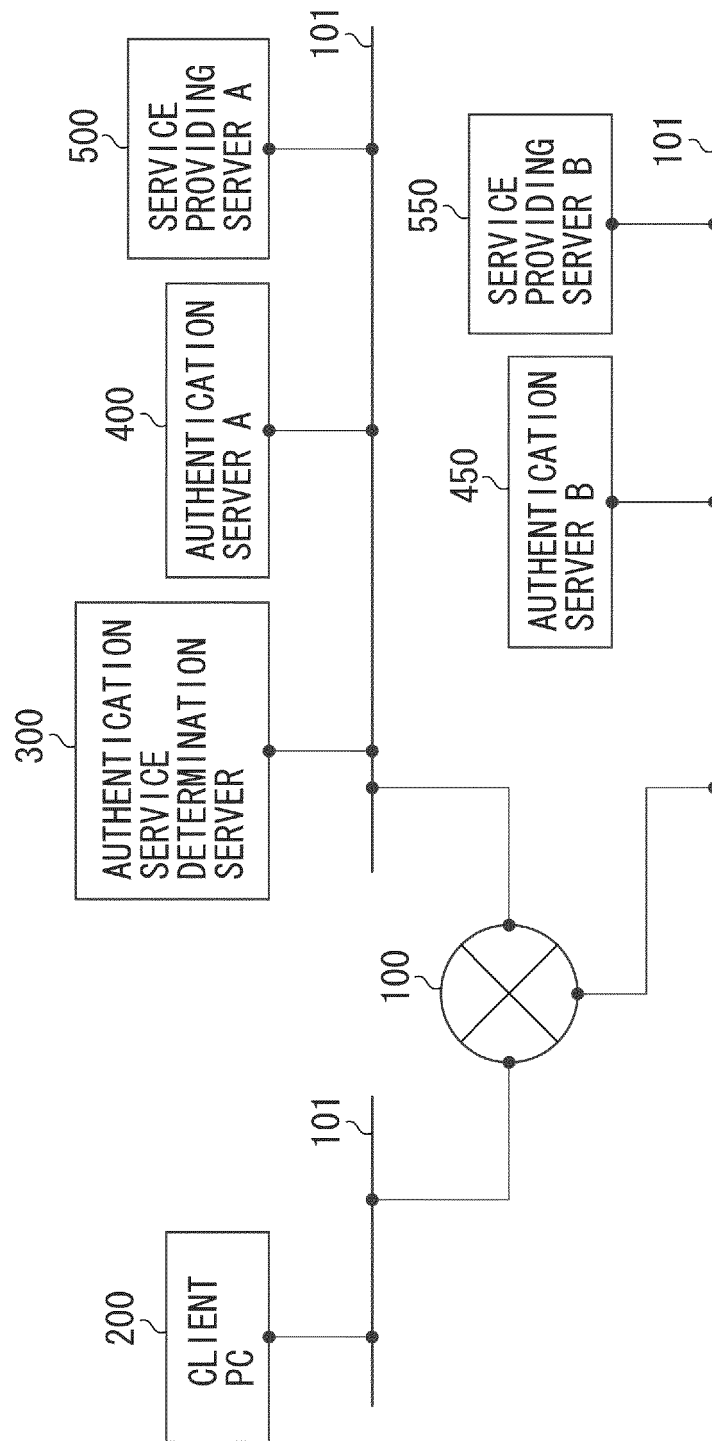 200
CLIENT
PC
101
100
300
AUTHENTICATION
SERVICE
DETERMINATION
SERVER
400
AUTHENTICATION
SERVER A
500
SERVICE
PROVIDING
SERVER A
101
450
AUTHENTICATION
SERVER B
550
SERVICE
PROVIDING
SERVER B
101